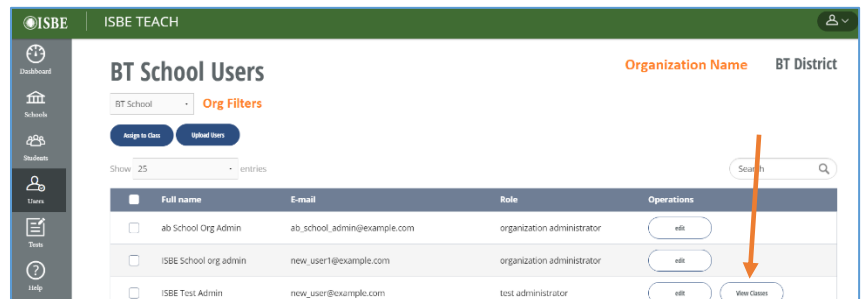 ISBE ISBE TEACH
Dashboard
Schools
Students
Users
Tests
Help
BT School Users
Organization Name BT District
BT School Org Filters
Assign to Class Upload Users
Show 25 entries Search
Full name E-mail Role Operations
ab School Org Admin ab_school_admin@example.com organization administrator edit
ISBE School org admin new_user1@example.com organization administrator edit
ISBE Test Admin new_user@example.com test administrator edit View Classes